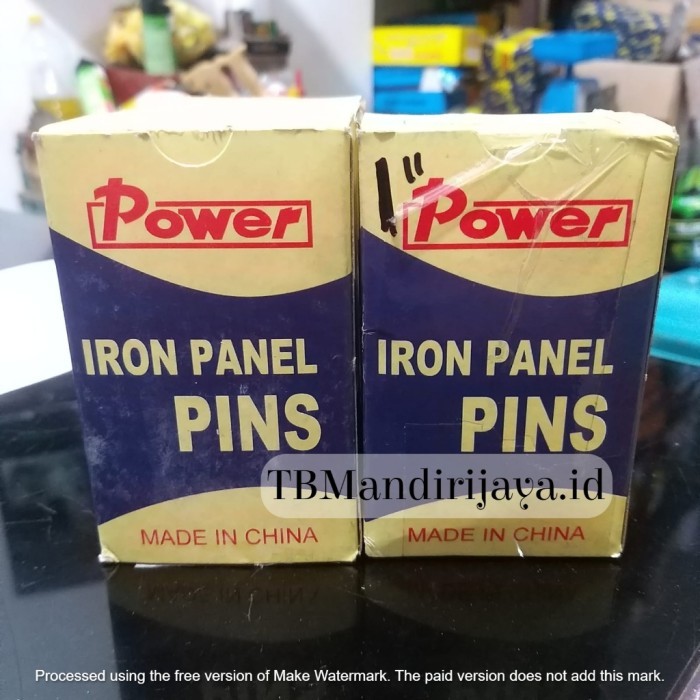 Power
IRON PANEL
PINS
MADE IN CHINA
1"
Power
IRON PANEL
PINS
MADE IN CHINA
TBMandirijaya.id
Processed using the free version of Make Watermark. The paid version does not add this mark.